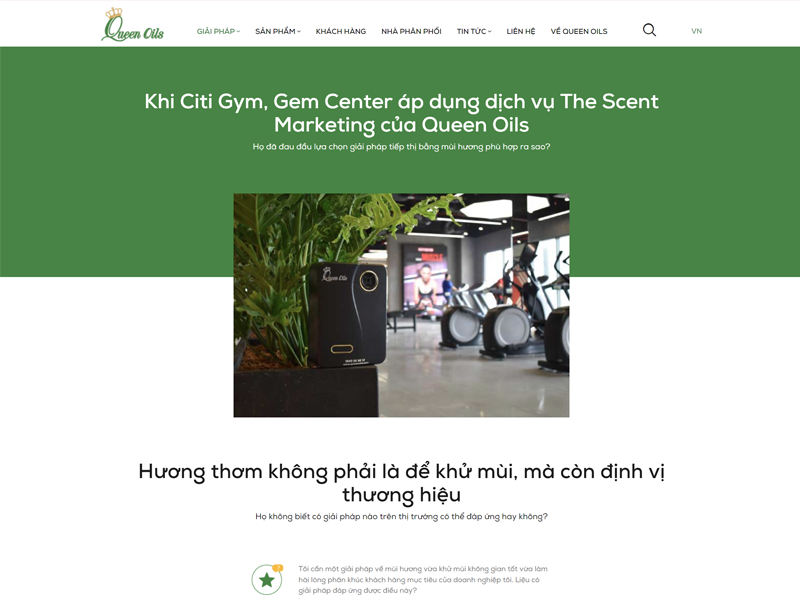 Queen Oils
GIẢI PHÁP
SẢN PHẨM
KHÁCH HÀNG
NHÀ PHÂN PHỐI
TIN TỨC
LIÊN HỆ
VỀ QUEEN OILS
VN
Khi Citi Gym, Gem Center áp dụng dịch vụ The Scent
Marketing của Queen Oils
Họ đã đau đầu lựa chọn giải pháp tiếp thị bằng mùi hương phù hợp ra sao?
Queen Oils
Hương thơm không phải là để khử mùi, mà còn định vị
thương hiệu
Họ không biết có giải pháp nào trên thị trường có thể đáp ứng hay không?
Tôi cần một giải pháp về mùi hương vừa khử mùi không gian tốt vừa làm
hài lòng phân khúc khách hàng mục tiêu của doanh nghiệp tôi. Liệu có
giải pháp đáp ứng được điều này?